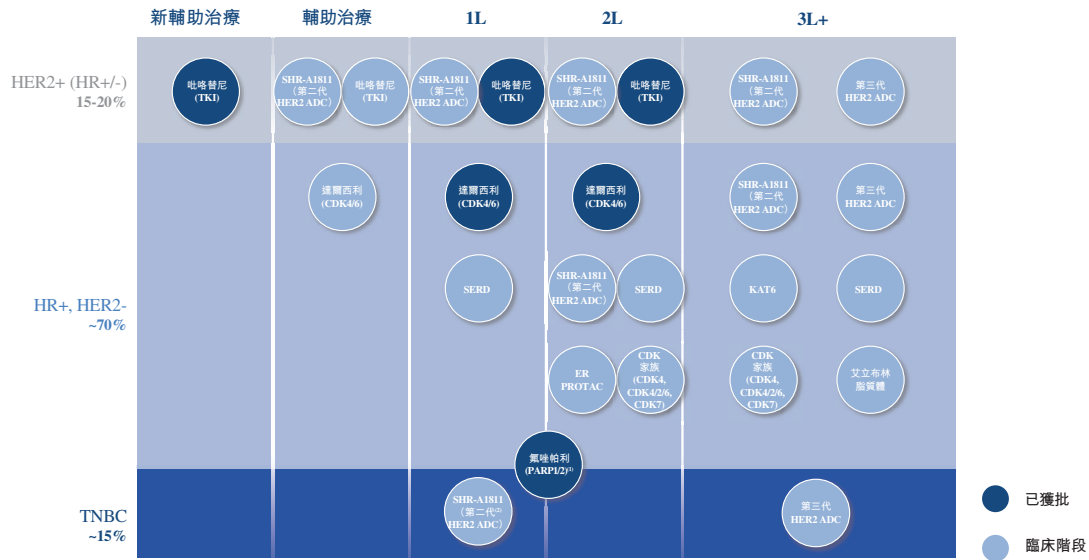 新輔助治療
輔助治療
1L
2L
3L+
HER2+ (HR+/-)
15-20%
吡咯替尼
(TKI)
SHR-A1811
（第二代
HER2 ADC）
吡咯替尼
(TKI)
SHR-A1811
（第二代
HER2 ADC）
吡咯替尼
(TKI)
SHR-A1811
（第二代
HER2 ADC）
吡咯替尼
(TKI)
SHR-A1811
（第二代
HER2 ADC）
第三代
HER2 ADC
HR+, HER2-
~70%
達爾西利
(CDK4/6)
達爾西利
(CDK4/6)
達爾西利
(CDK4/6)
SHR-A1811
（第二代
HER2 ADC）
第三代
HER2 ADC
SERD
SHR-A1811
（第二代
HER2 ADC）
SERD
KAT6
SERD
ER
PROTAC
CDK
家族
(CDK4,
CDK4/2/6,
CDK7)
CDK
家族
(CDK4,
CDK4/2/6,
CDK7)
艾立布林
脂質體
氟唑帕利
(PARP1/2)⁽¹⁾
TNBC
~15%
SHR-A1811
（第二代⁽²⁾
HER2 ADC）
第三代
HER2 ADC
已獲批
臨床階段